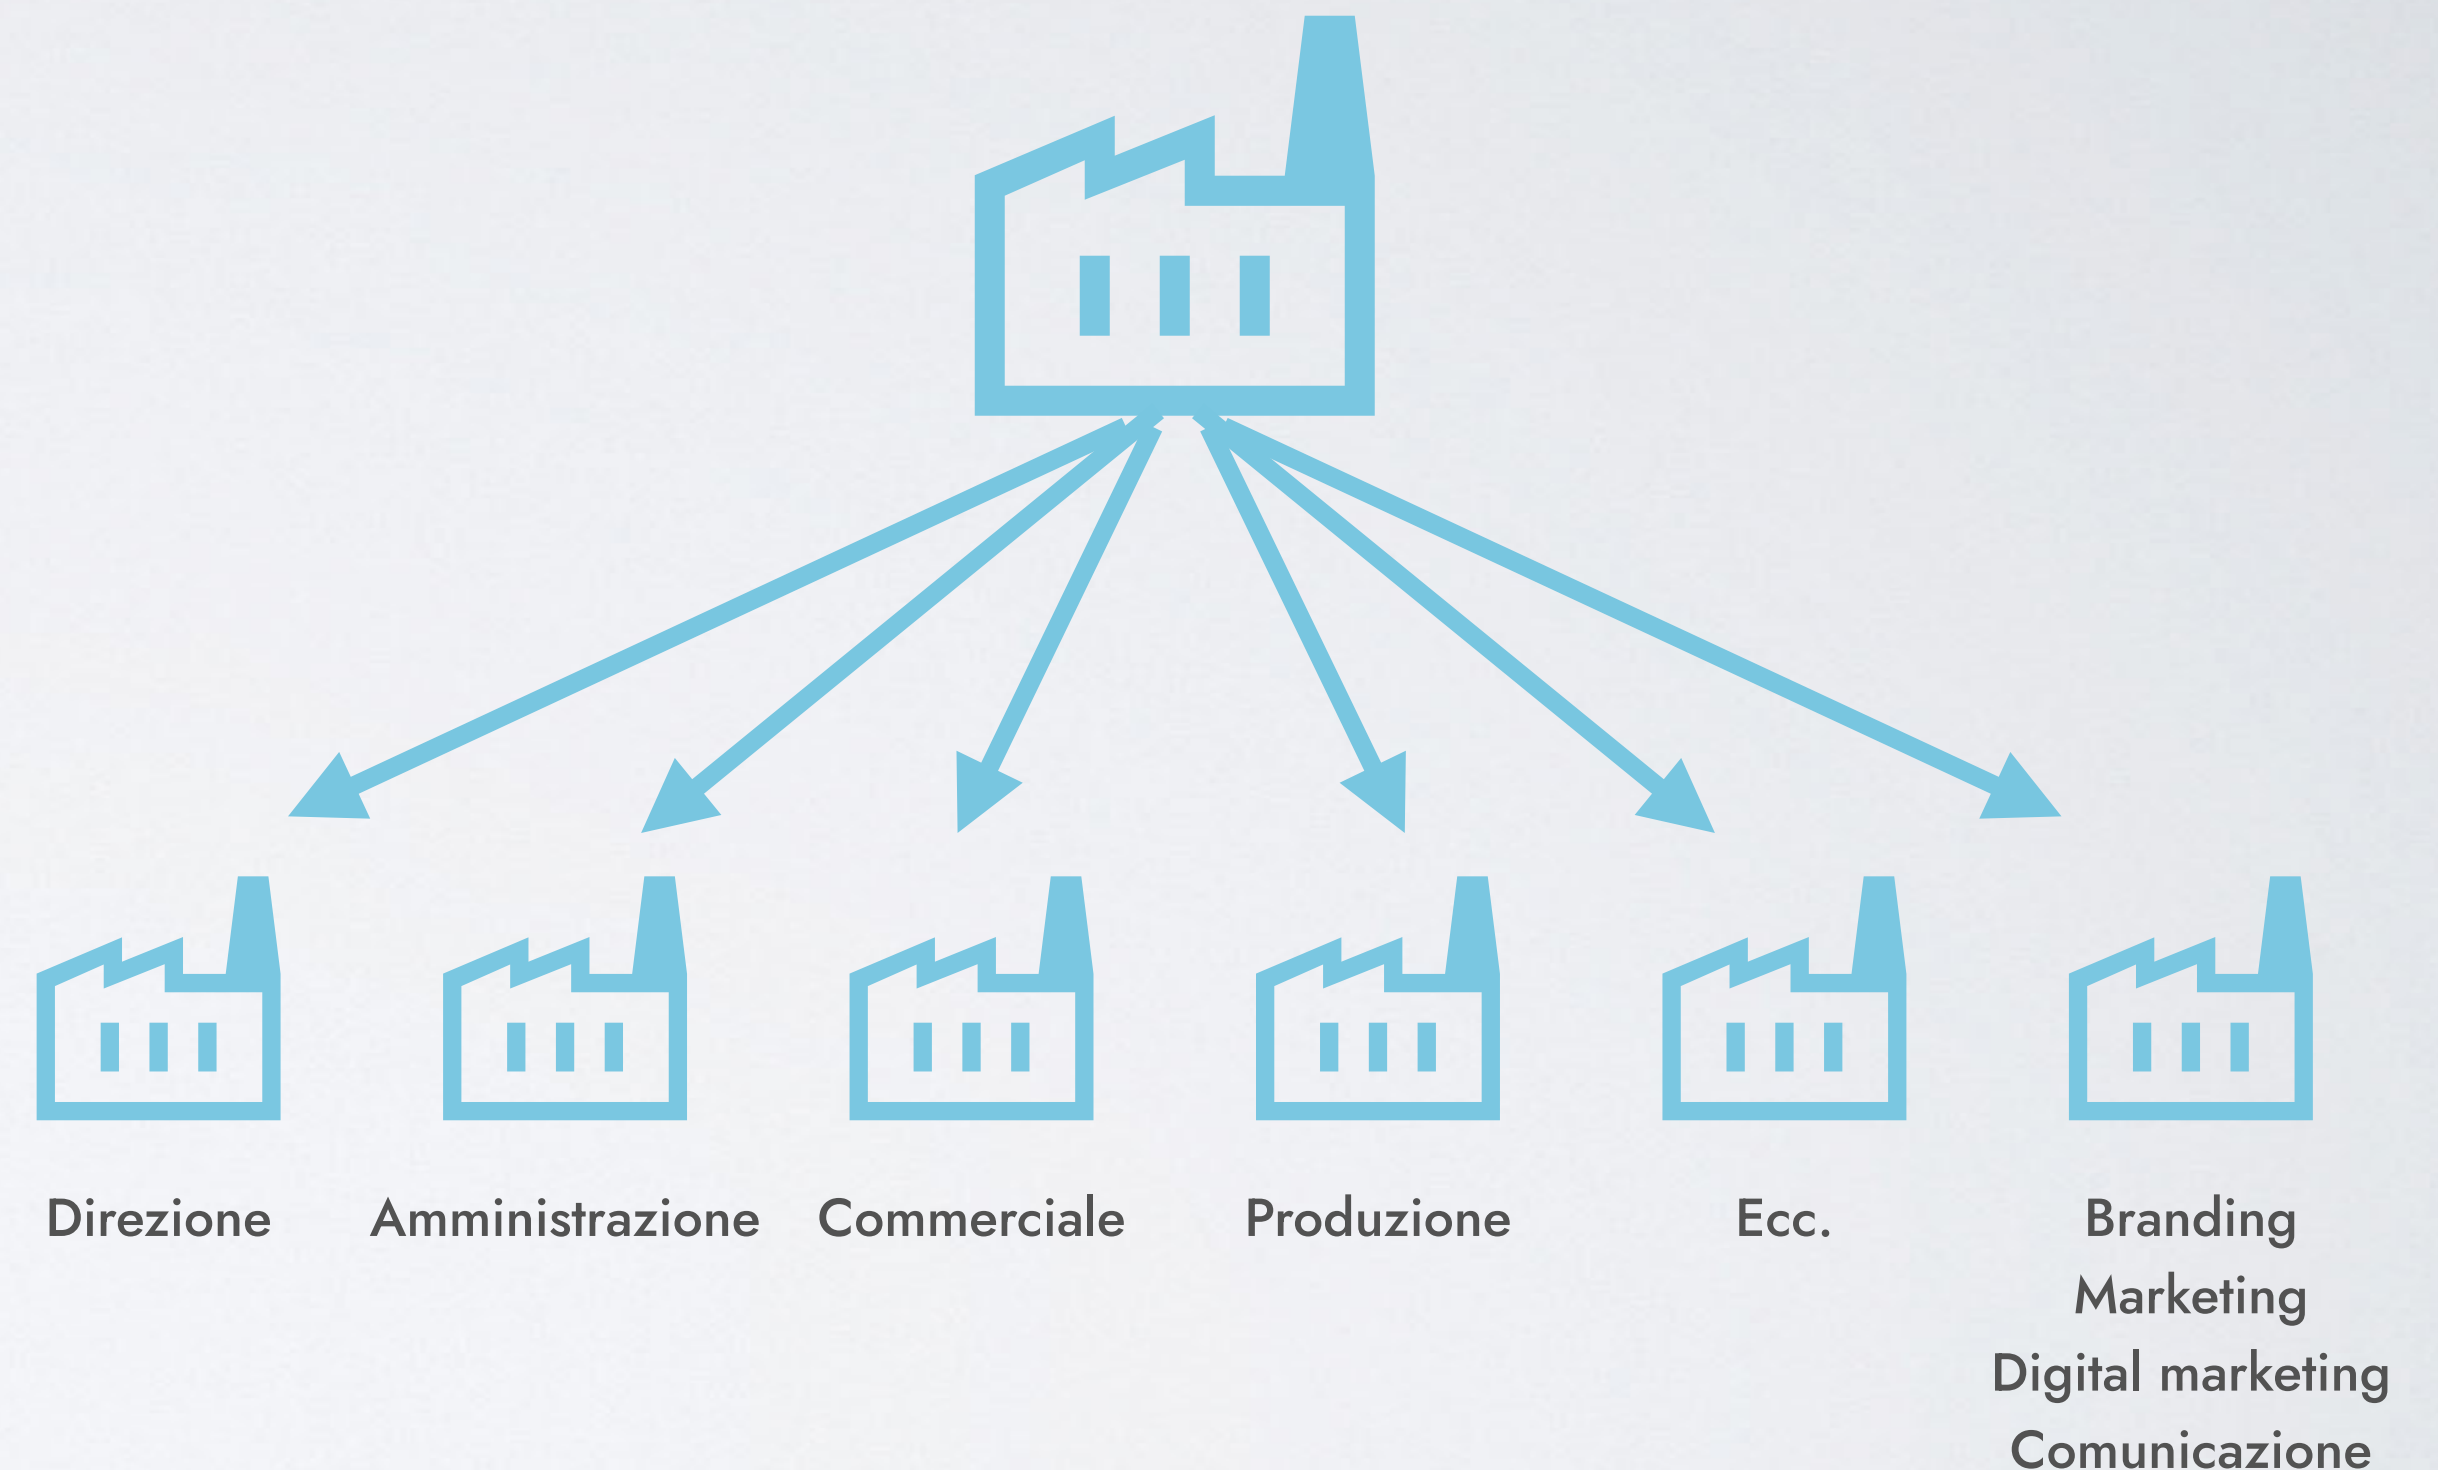 Direzione
Amministrazione
Commerciale
Produzione
Ecc.
Branding
Marketing
Digital marketing
Comunicazione